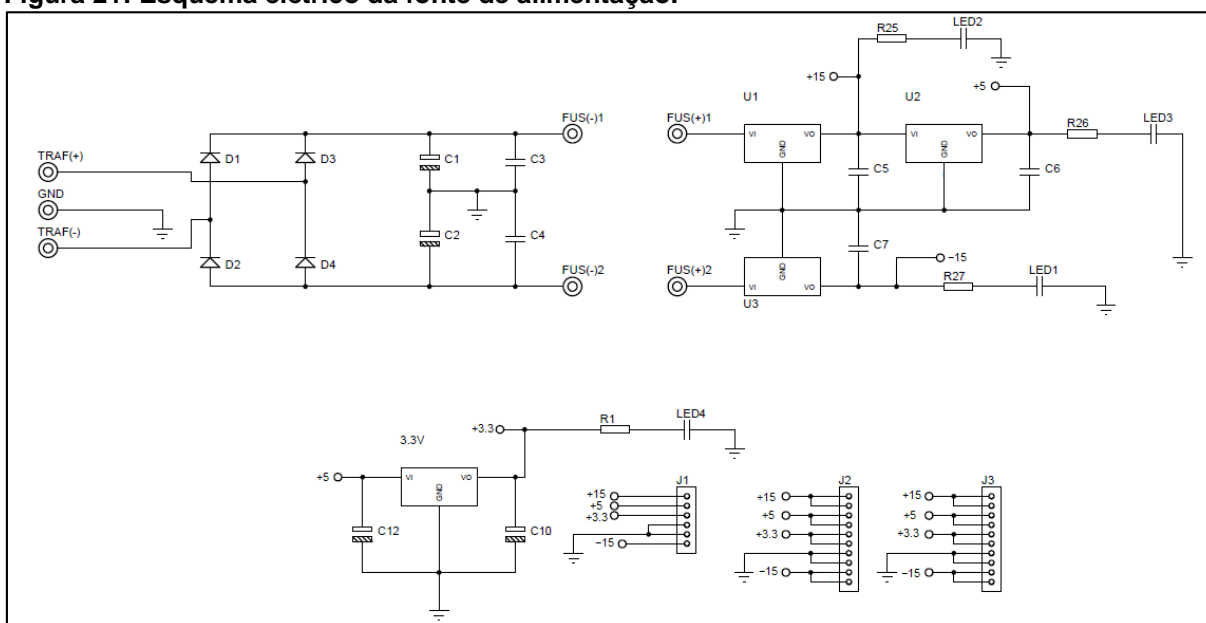 Figura 21. Esquema elétrico da fonte de alimentação.
R25
LED2
+15
+5
U1
U2
R26
LED3
FUS(-)1
FUS(+)1
VI
VO
GND
VI
VO
GND
TRAF(+)
D1
D3
C1
C3
C5
C6
GND
TRAF(-)
D2
D4
C2
C4
C7
GND
-15
FUS(-)2
FUS(+)2
VI
VO
R27
LED1
U3
+3.3
R1
LED4
3.3V
+5
VI
VO
GND
C12
C10
J1
+15
+5
+3.3
-15
J2
+15
+5
+3.3
-15
J3
+15
+5
+3.3
-15